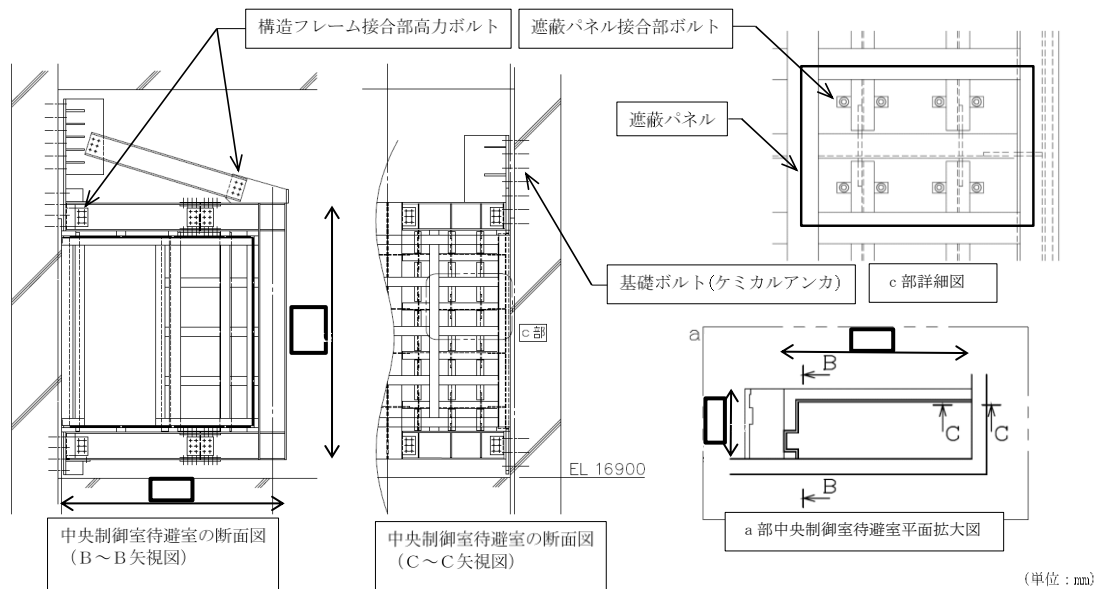 構造フレーム接合部高力ボルト
遮蔽パネル接合部ボルト
遮蔽パネル
基礎ボルト(ケミカルアンカ)
c部詳細図
c部
a
B
C
C
B
EL 16900
中央制御室待避室の断面図
(B～B矢視図)
中央制御室待避室の断面図
(C～C矢視図)
a部中央制御室待避室平面拡大図
(単位：mm)